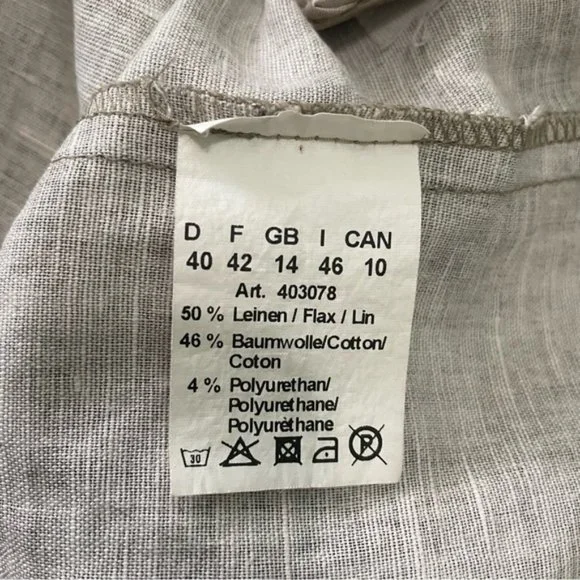 D F GB I CAN
40 42 14 46 10
Art. 403078
50 % Leinen / Flax / Lin
46 % Baumwolle/Cotton/
Coton
4 % Polyurethan/
Polyurethane/
Polyurèthane
30
P